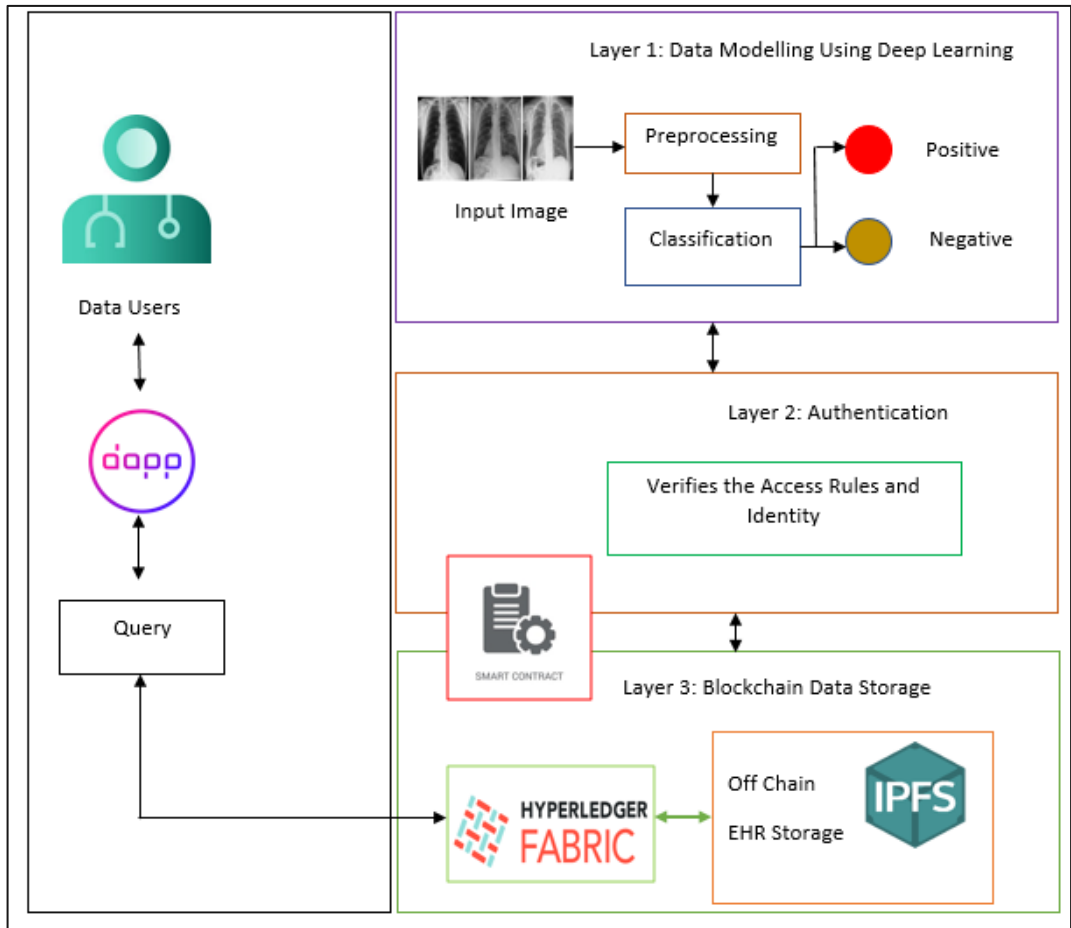 Layer 1: Data Modelling Using Deep Learning
Preprocessing
Positive
Input Image
Classification
Negative
Data Users
dapp
Query
Layer 2: Authentication
Verifies the Access Rules and
Identity
SMART CONTRACT
Layer 3: Blockchain Data Storage
HYPERLEDGER
FABRIC
Off Chain
EHR Storage
IPFS